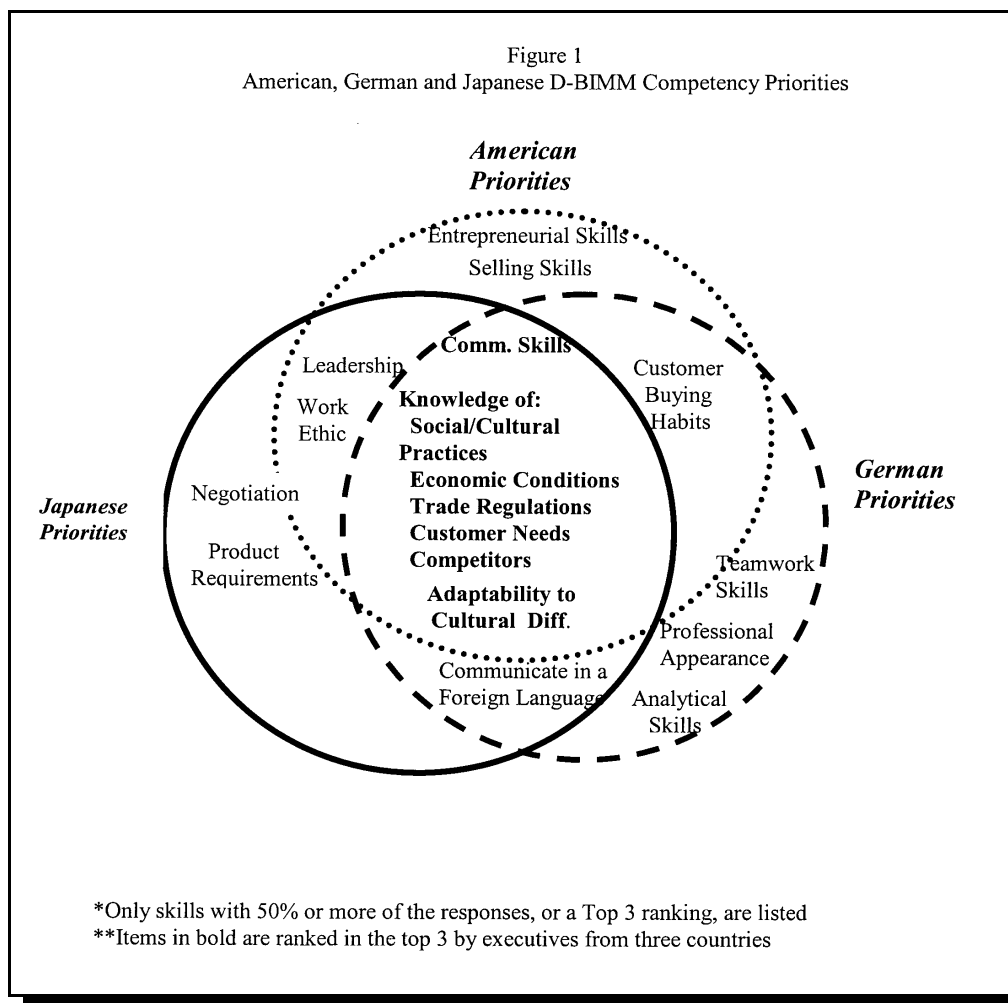 Figure 1
American, German and Japanese D-BIMM Competency Priorities
American
Priorities
Entrepreneurial Skills
Selling Skills
Comm. Skills
Leadership
Customer
Buying
Habits
Work
Ethic
Knowledge of:
Social/Cultural
Practices
Economic Conditions
Trade Regulations
Customer Needs
Competitors
German
Priorities
Japanese
Priorities
Negotiation
Product
Requirements
Teamwork
Skills
Adaptability to
Cultural Diff.
Professional
Appearance
Communicate in a
Foreign Language
Analytical
Skills
*Only skills with 50% or more of the responses, or a Top 3 ranking, are listed
**Items in bold are ranked in the top 3 by executives from three countries